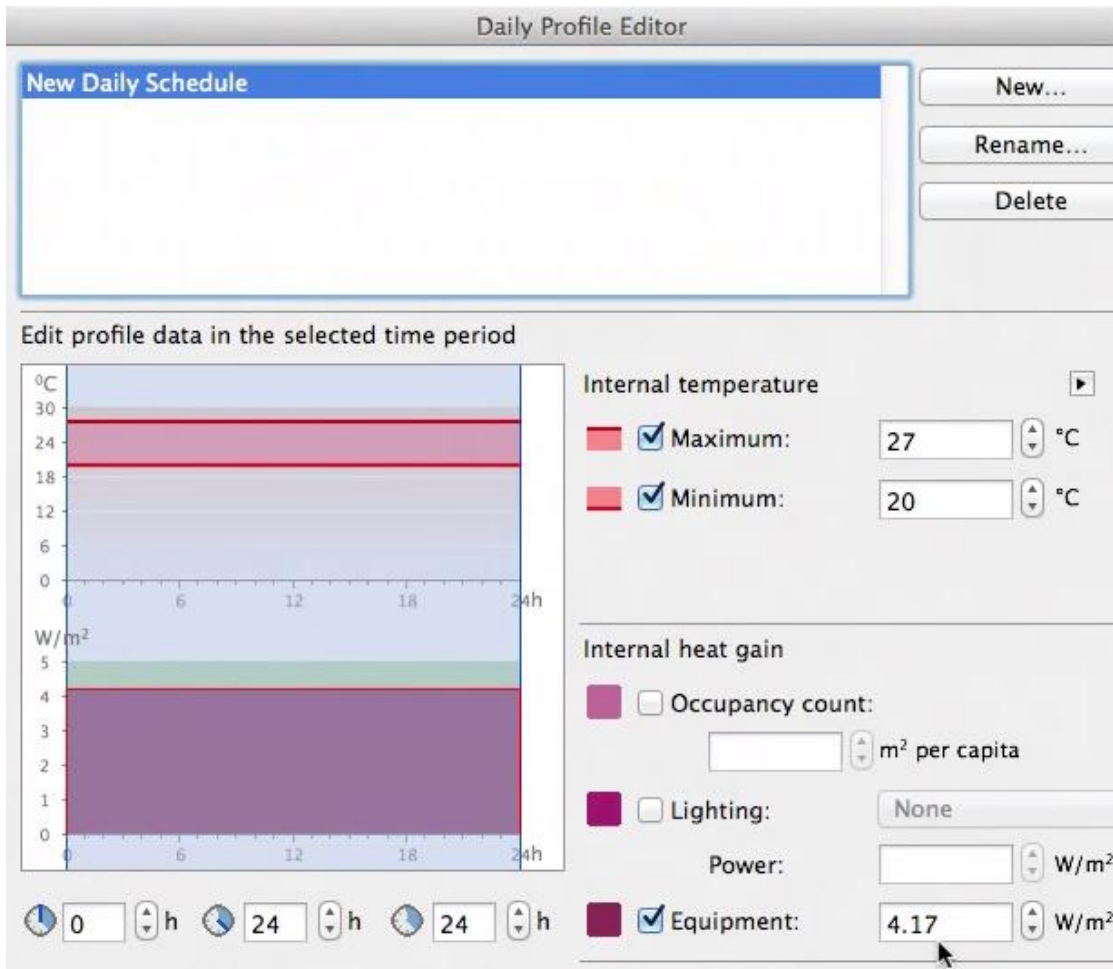 Daily Profile Editor
New Daily Schedule
New...
Rename...
Delete
Edit profile data in the selected time period
⁰C
30
24
18
12
6
0
0 6 12 18 24h
W/m²
5
4
3
2
1
0
0 6 12 18 24h
0 h 24 h 24 h
Internal temperature
Maximum: 27 °C
Minimum: 20 °C
Internal heat gain
Occupancy count:
m² per capita
Lighting: None
Power: W/m²
Equipment: 4.17 W/m²